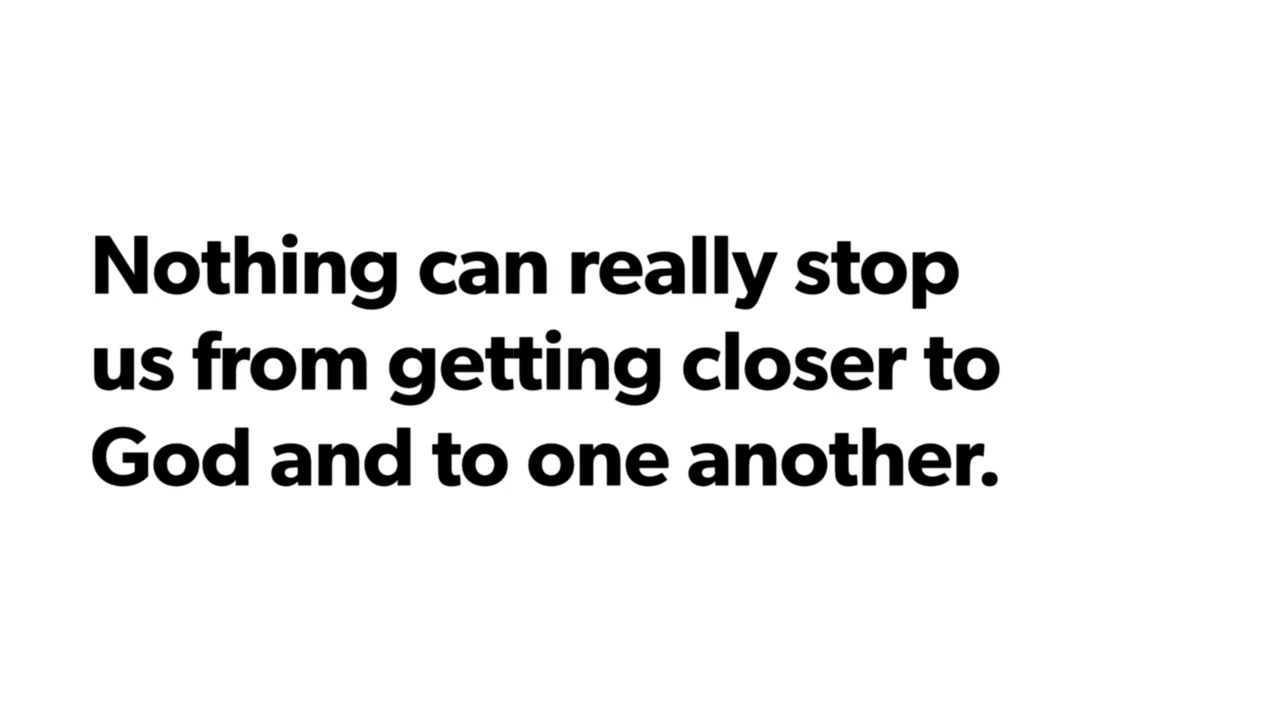 Nothing can really stop
us from getting closer to
God and to one another.